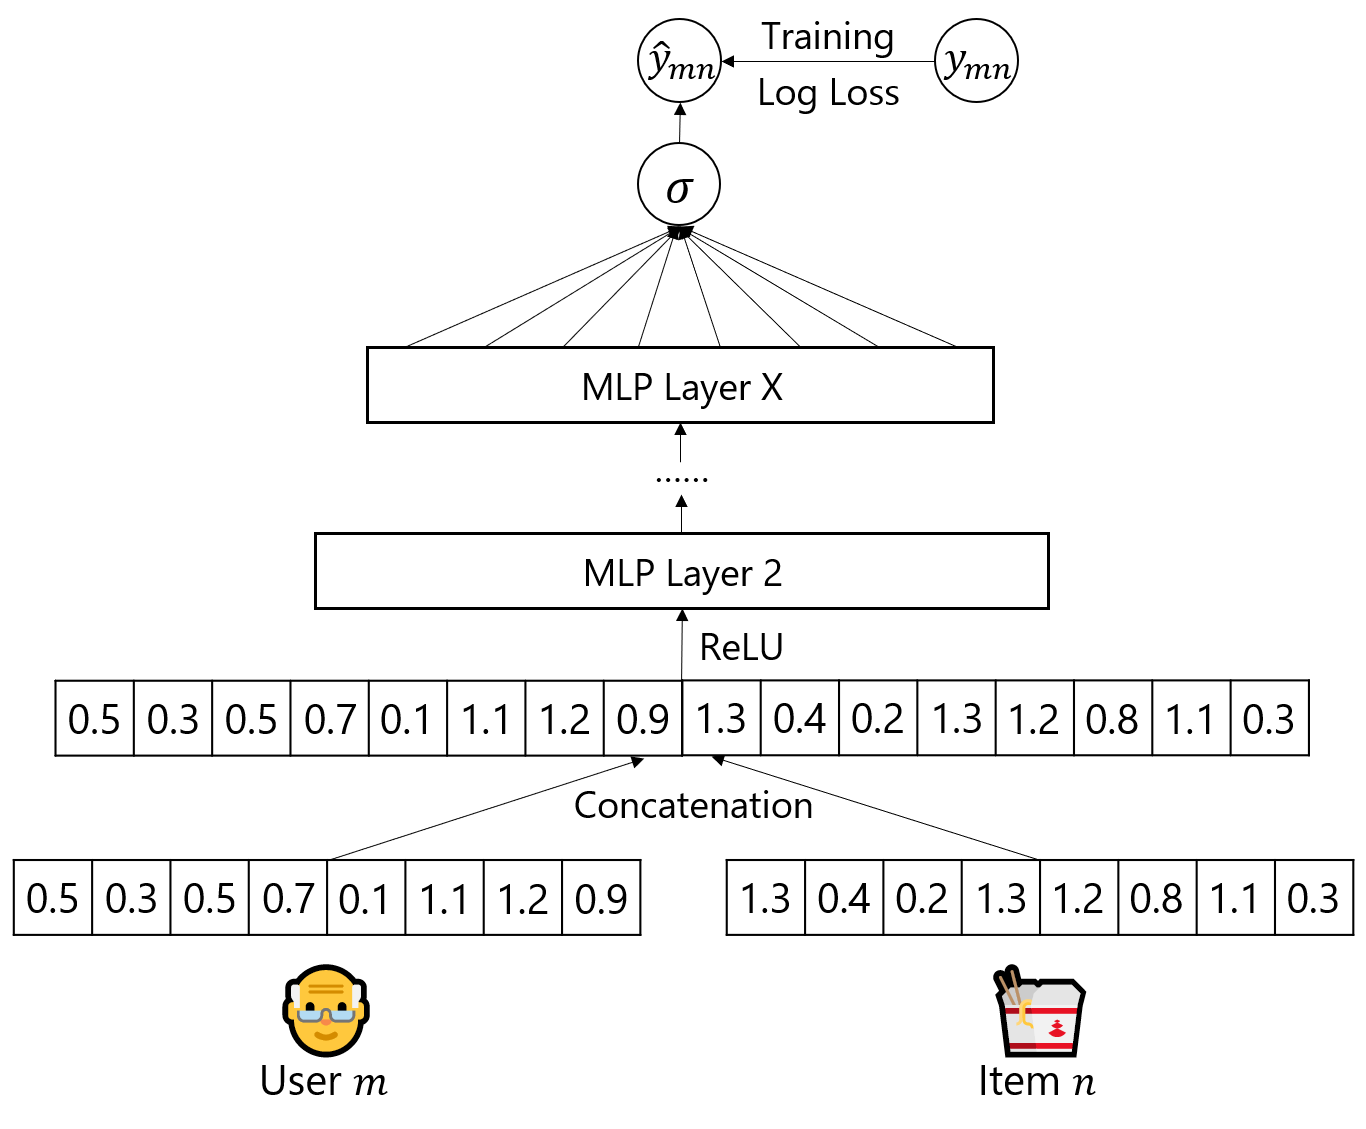 ŷmn Training ymn
Log Loss
σ
MLP Layer X
......
MLP Layer 2
ReLU
0.5 0.3 0.5 0.7 0.1 1.1 1.2 0.9 1.3 0.4 0.2 1.3 1.2 0.8 1.1 0.3
Concatenation
0.5 0.3 0.5 0.7 0.1 1.1 1.2 0.9
1.3 0.4 0.2 1.3 1.2 0.8 1.1 0.3
User m
Item n